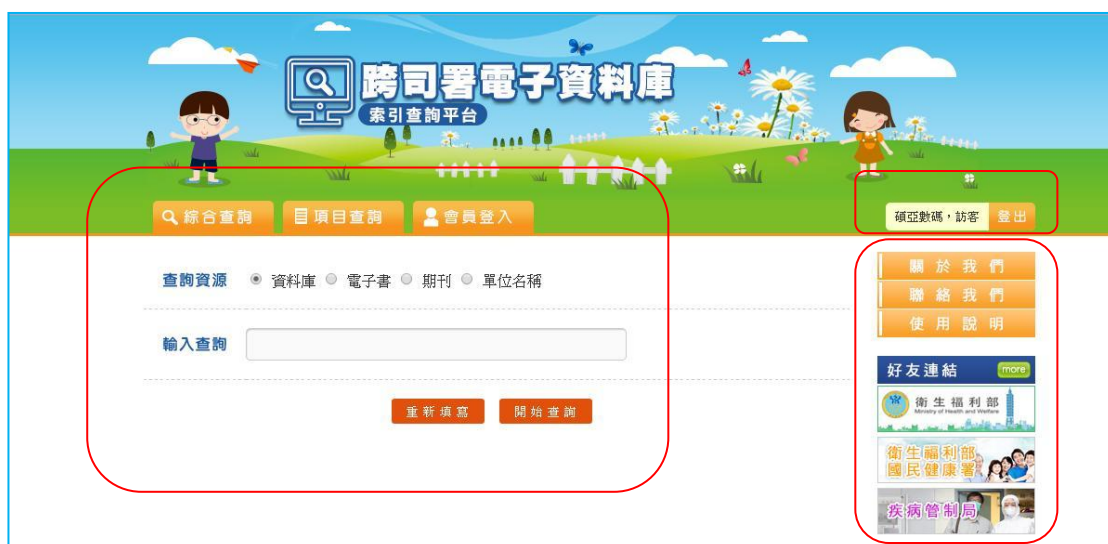 跨司署電子資料庫
索引查詢平台
綜合查詢 項目查詢 會員登入
碩亞數碼，訪客 登出
查詢資源 資料庫 電子書 期刊 單位名稱
輸入查詢
重新填寫 開始查詢
關於我們
聯絡我們
使用說明
好友連結 more
衛生福利部
Ministry of Health and Welfare
衛生福利部
國民健康署
疾病管制局